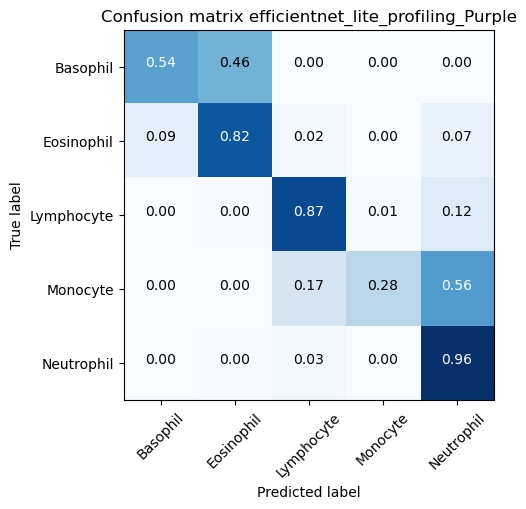 Confusion matrix efficientnet_lite_profiling_Purple
True label
Basophil 0.54 0.46 0.00 0.00 0.00
Eosinophil 0.09 0.82 0.02 0.00 0.07
Lymphocyte 0.00 0.00 0.87 0.01 0.12
Monocyte 0.00 0.00 0.17 0.28 0.56
Neutrophil 0.00 0.00 0.03 0.00 0.96
Basophil Eosinophil Lymphocyte Monocyte Neutrophil
Predicted label